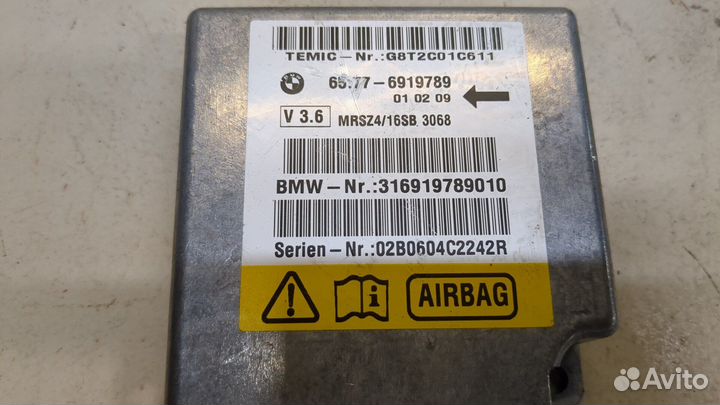 TEMIC-Nr.:G8T2C01C611
65.77-6919789
01 02 09
V 3.6 MRSZ4/16SB 3068
BMW-Nr.:316919789010
Serien-Nr.:02B0604C2242R
AIRBAG
Avito